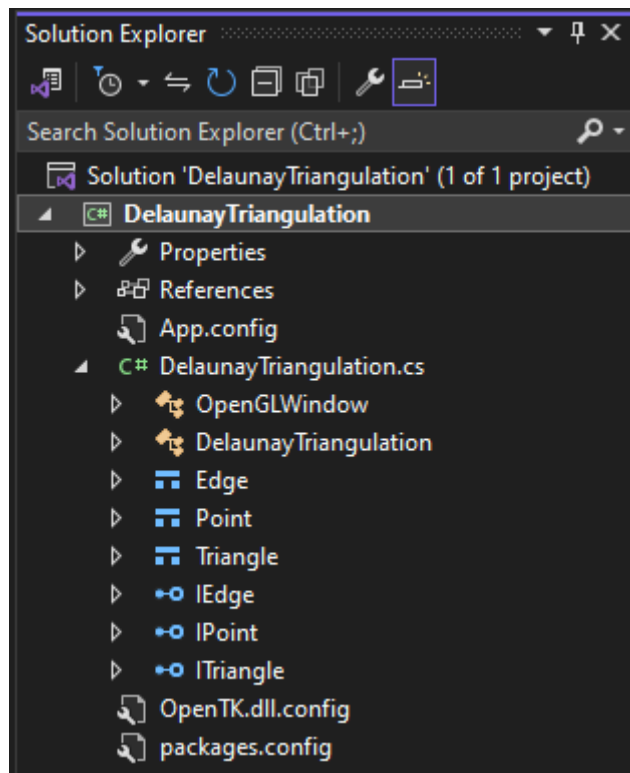 Solution Explorer
Search Solution Explorer (Ctrl+;)
Solution 'DelaunayTriangulation' (1 of 1 project)
C# DelaunayTriangulation
Properties
References
App.config
C# DelaunayTriangulation.cs
OpenGLWindow
DelaunayTriangulation
Edge
Point
Triangle
IEdge
IPoint
ITriangle
OpenTK.dll.config
packages.config